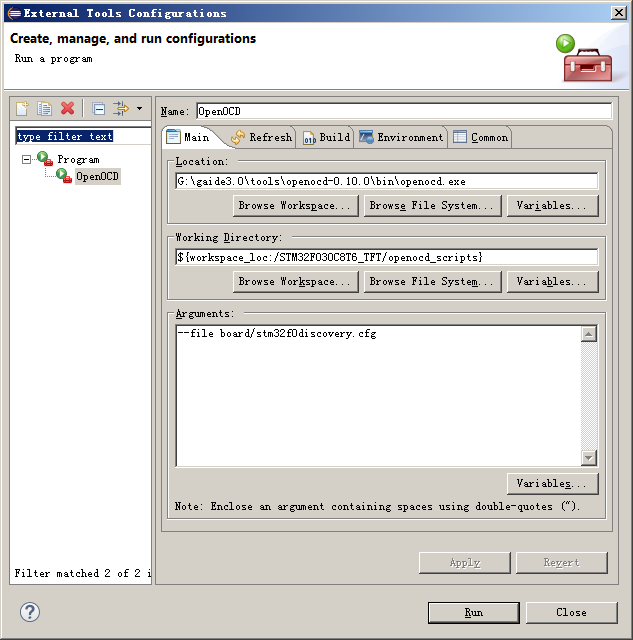 External Tools Configurations
Create, manage, and run configurations
Run a program
type filter text
Program
OpenOCD
Filter matched 2 of 2 i
Name: OpenOCD
Main Refresh Build Environment Common
Location:
G:\gaide3.0\tools\openocd-0.10.0\bin\openocd.exe
Browse Workspace... Browse File System... Variables...
Working Directory:
${workspace_loc:/STM32F030C8T6_TFT/openocd_scripts}
Browse Workspace... Browse File System... Variables...
Arguments:
--file board/stm32f0discovery.cfg
Variables...
Note: Enclose an argument containing spaces using double-quotes (").
Apply Revert
? Run Close